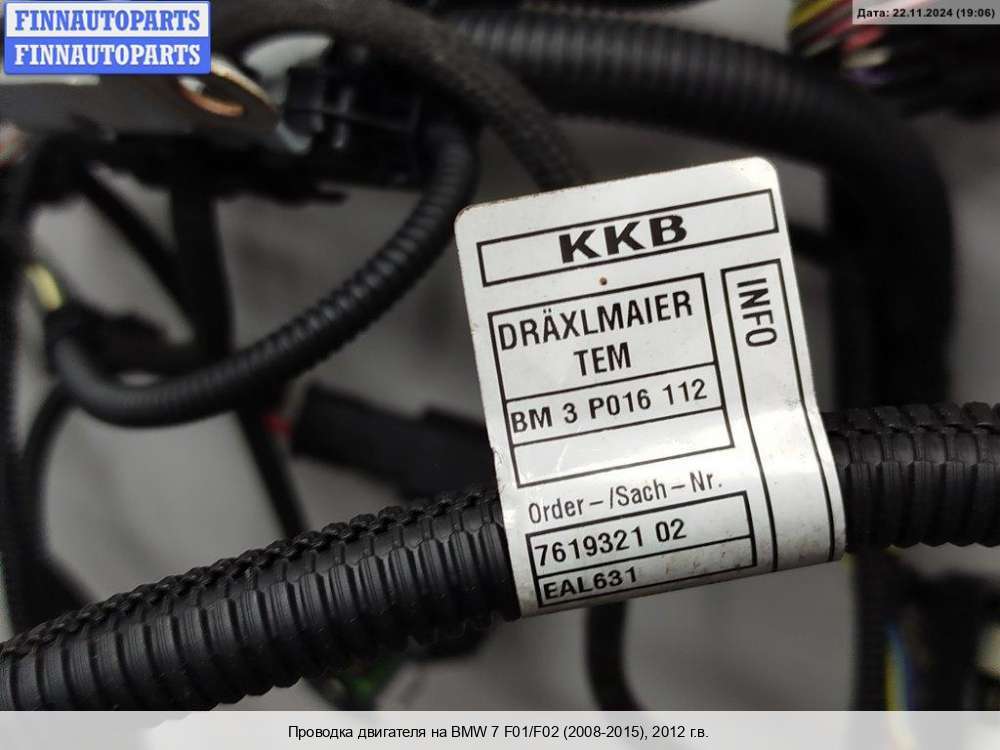 FINNAUTOPARTS
FINNAUTOPARTS
Дата: 22.11.2024 (19:06)
KKB
DRÄXLMAIER
TEM
BM 3 P016 112
INFO
Order-/Sach-Nr.
7619321 02
EAL631
Проводка двигателя на BMW 7 F01/F02 (2008-2015), 2012 г.в.